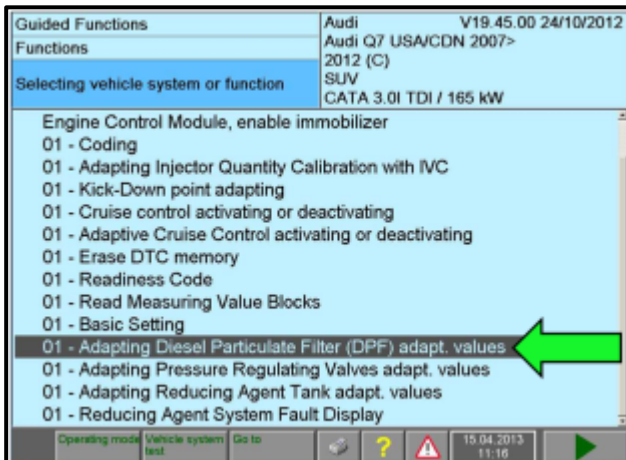 Guided Functions
Functions
Selecting vehicle system or function
Audi V19.45.00 24/10/2012
Audi Q7 USA/CDN 2007>
2012 (C)
SUV
CATA 3.0l TDI / 165 kW
Engine Control Module, enable immobilizer
01 - Coding
01 - Adapting Injector Quantity Calibration with IVC
01 - Kick-Down point adapting
01 - Cruise control activating or deactivating
01 - Adaptive Cruise Control activating or deactivating
01 - Erase DTC memory
01 - Readiness Code
01 - Read Measuring Value Blocks
01 - Basic Setting
01 - Adapting Diesel Particulate Filter (DPF) adapt. values
01 - Adapting Pressure Regulating Valves adapt. values
01 - Adapting Reducing Agent Tank adapt. values
01 - Reducing Agent System Fault Display
Operating mode
Vehicle system
test
Go to
?
15.04.2013
11:16